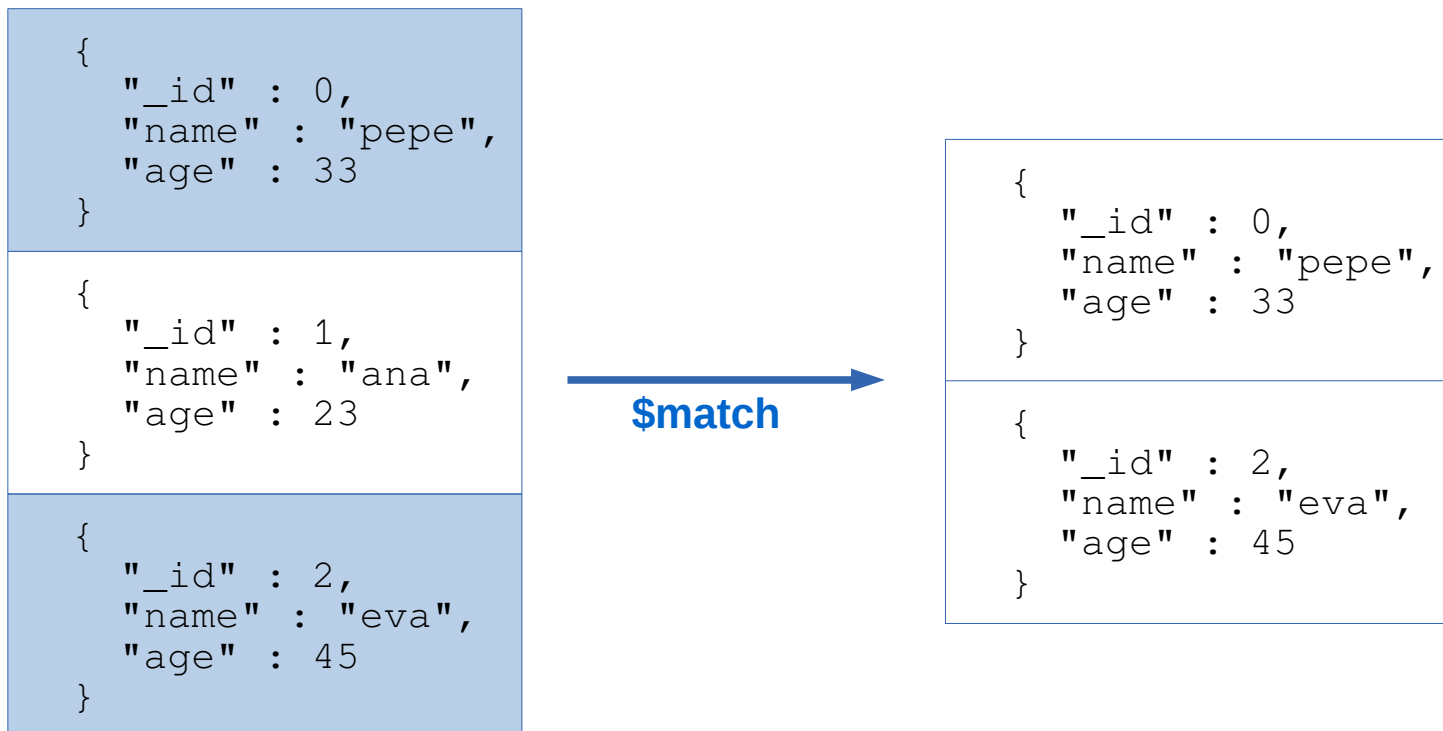 {
"_id" : 0,
"name" : "pepe",
"age" : 33
}
{
"_id" : 1,
"name" : "ana",
"age" : 23
}
{
"_id" : 2,
"name" : "eva",
"age" : 45
}
$match
{
"_id" : 0,
"name" : "pepe",
"age" : 33
}
{
"_id" : 2,
"name" : "eva",
"age" : 45
}